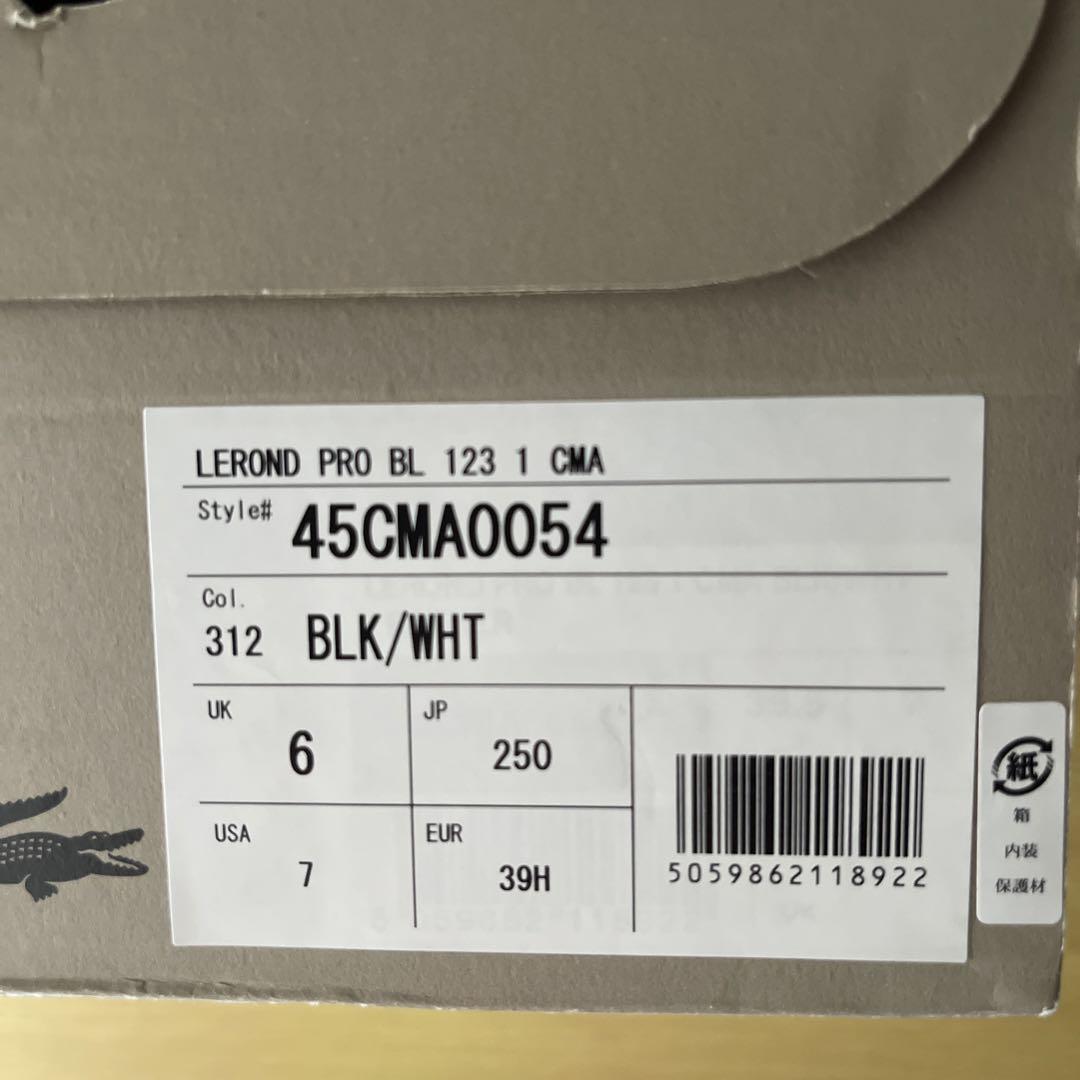 LEROND PRO BL 123 1 CMA
Style# 45CMA0054
Col.
312 BLK/WHT
UK
6
JP
250
USA
7
EUR
39H
5059862118922
紙
箱
内装
保護材